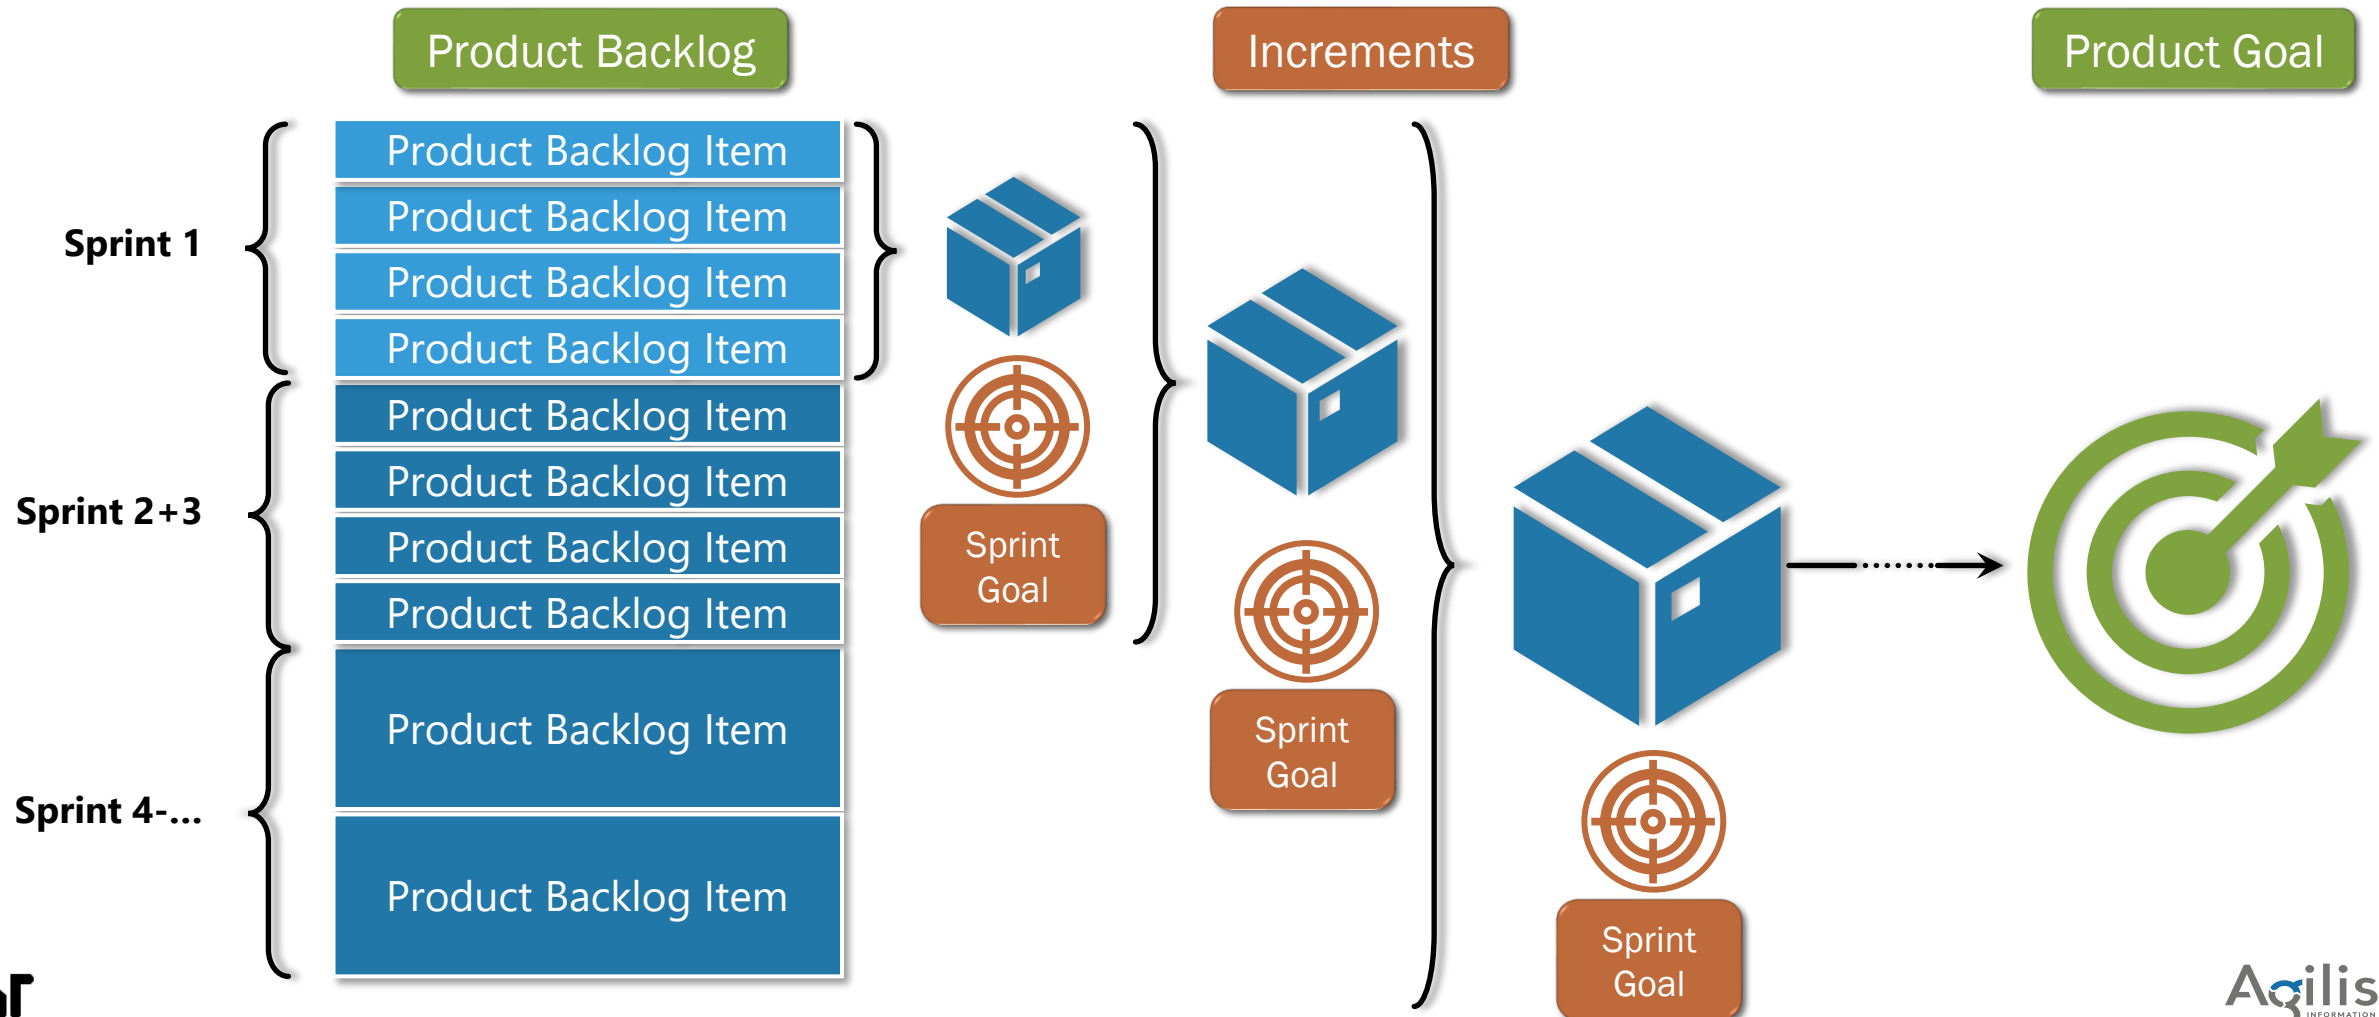 Product Backlog
Increments
Product Goal
Sprint 1
Product Backlog Item
Product Backlog Item
Product Backlog Item
Product Backlog Item
Sprint 2+3
Product Backlog Item
Product Backlog Item
Product Backlog Item
Product Backlog Item
Sprint 4-...
Product Backlog Item
Product Backlog Item
Sprint
Goal
Sprint
Goal
Sprint
Goal
Agilis
INFORMATION